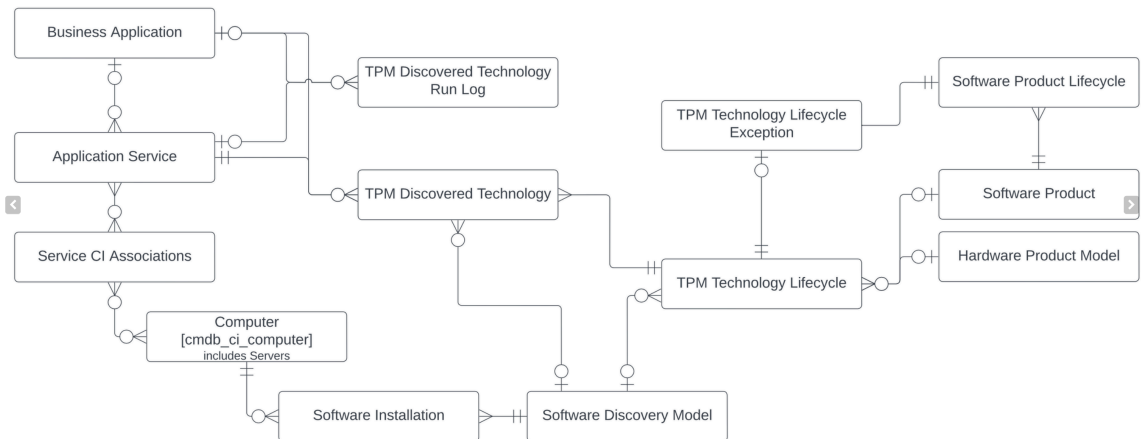 Business Application
TPM Discovered Technology
Run Log
Software Product Lifecycle
TPM Technology Lifecycle
Exception
Application Service
TPM Discovered Technology
Software Product
Service CI Associations
Hardware Product Model
TPM Technology Lifecycle
Computer
[cmdb_ci_computer]
includes Servers
Software Installation
Software Discovery Model